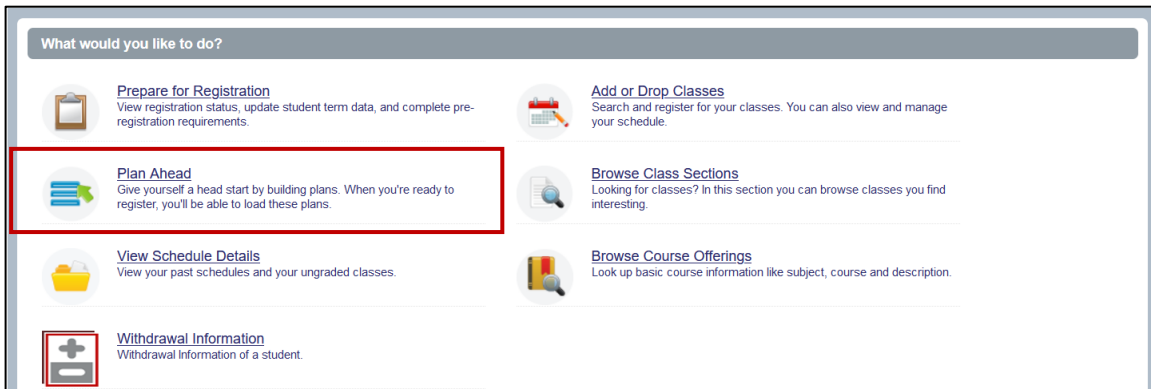 What would you like to do?
Prepare for Registration
View registration status, update student term data, and complete pre-
registration requirements.
Add or Drop Classes
Search and register for your classes. You can also view and manage
your schedule.
Plan Ahead
Give yourself a head start by building plans. When you're ready to
register, you'll be able to load these plans.
Browse Class Sections
Looking for classes? In this section you can browse classes you find
interesting.
View Schedule Details
View your past schedules and your ungraded classes.
Browse Course Offerings
Look up basic course information like subject, course and description.
Withdrawal Information
Withdrawal Information of a student.